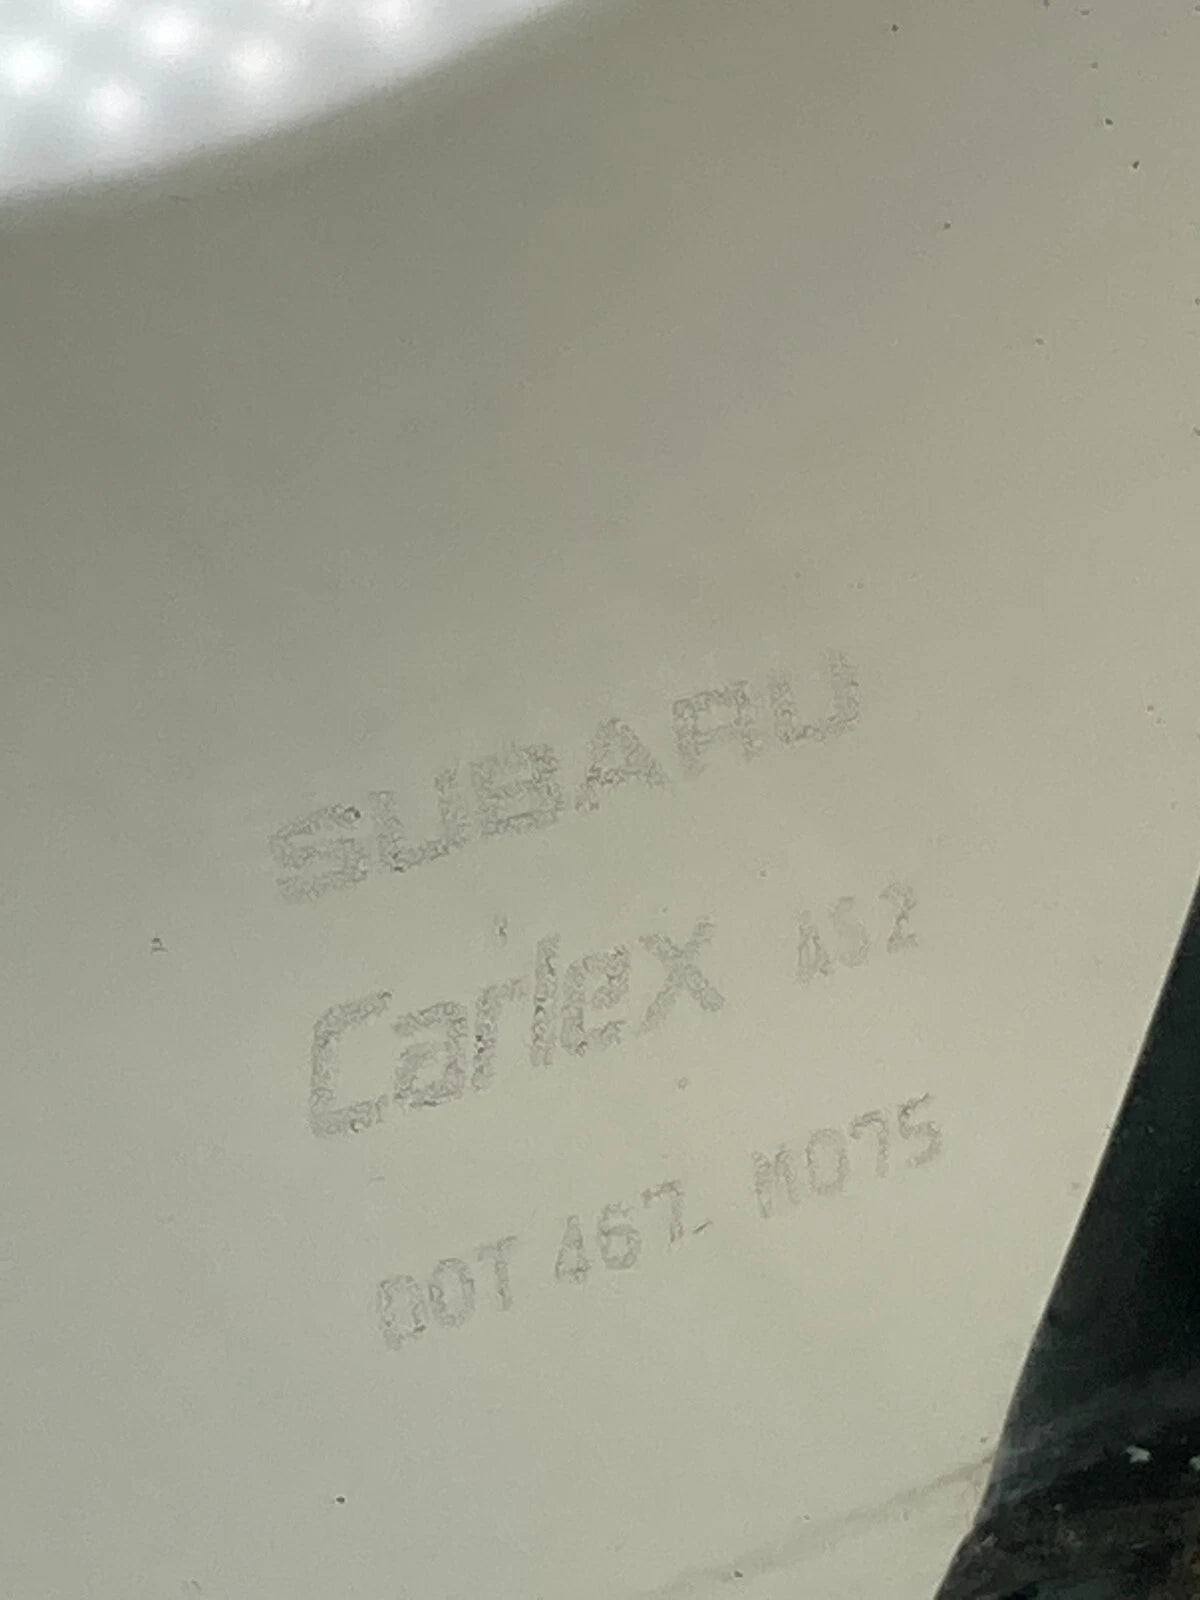 SUBARU
Carlex AS2
DOT 467 M075